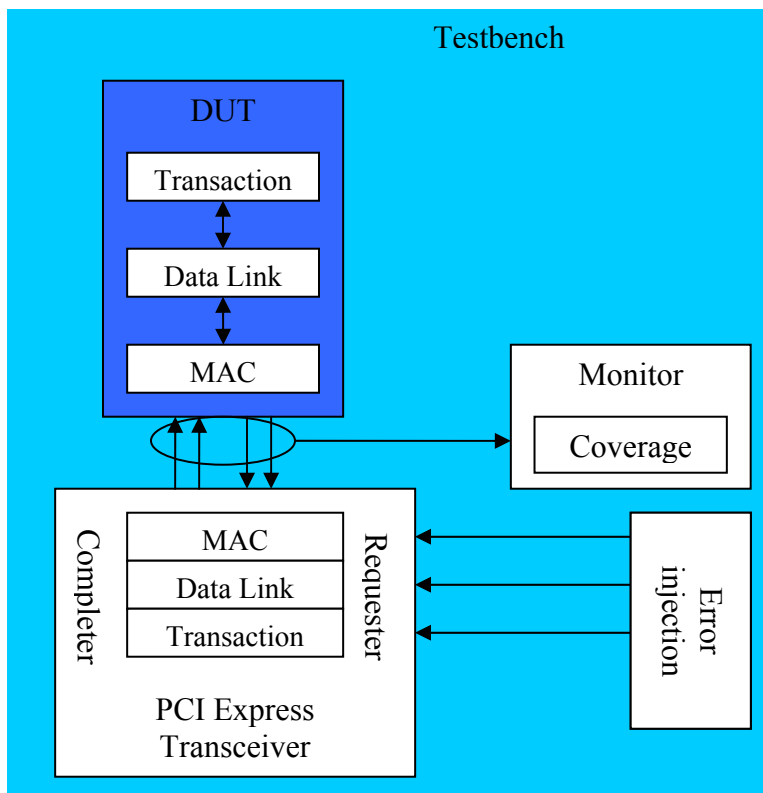 Testbench
DUT
Transaction
Data Link
MAC
Monitor
Coverage
Completer
MAC
Data Link
Transaction
Requester
PCI Express
Transceiver
Error
injection